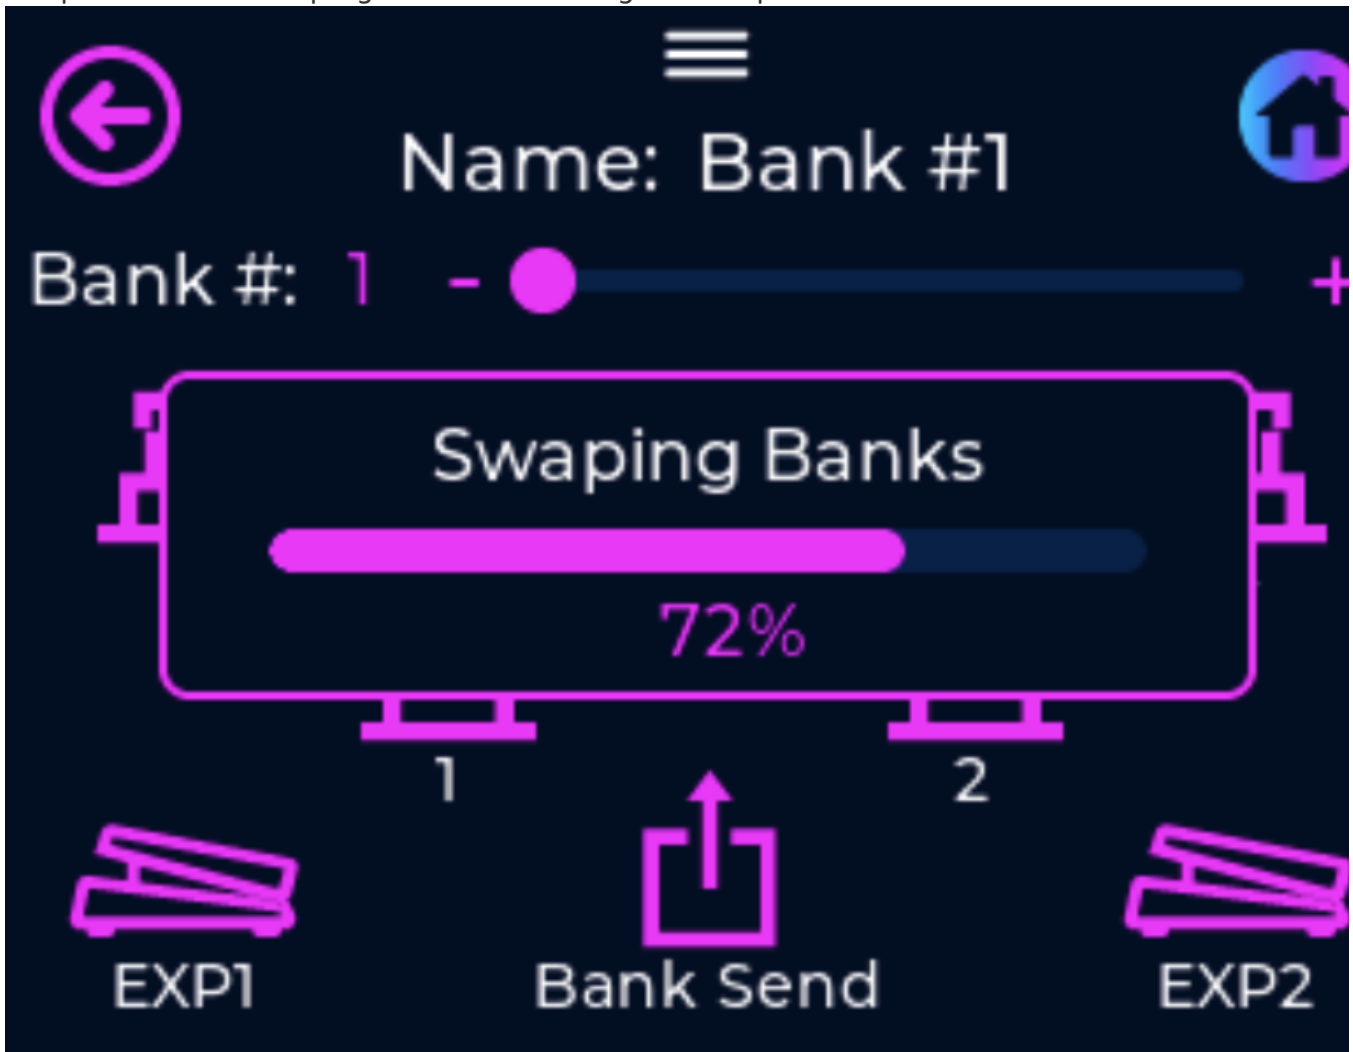 Name: Bank #1
Bank #: 1 - +
Swaping Banks
72%
1 2
EXP1 Bank Send EXP2